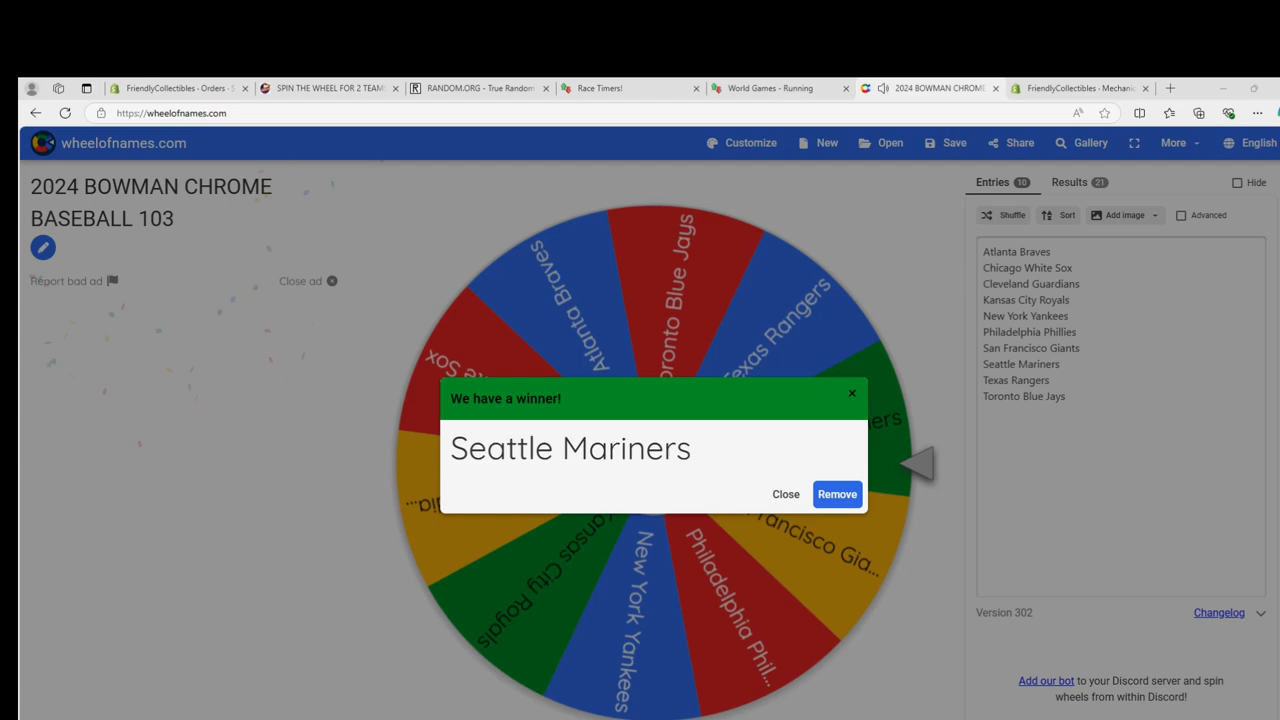 FriendlyCollectibles - Orders - S
SPIN THE WHEEL FOR 2 TEAM
RANDOM.ORG - True Random
Race Timers!
World Games - Running
2024 BOWMAN CHROME
FriendlyCollectibles - Mechanic
https://wheelofnames.com
wheelofnames.com
Customize
New
Open
Save
Share
Gallery
More
English
2024 BOWMAN CHROME
BASEBALL 103
Report bad ad
Close ad
Entries 10
Results 21
Hide
Shuffle
Sort
Add image
Advanced
Atlanta Braves
Chicago White Sox
Cleveland Guardians
Kansas City Royals
New York Yankees
Philadelphia Phillies
San Francisco Giants
Seattle Mariners
Texas Rangers
Toronto Blue Jays
Atlanta Braves
oronto Blue Jays
Texas Rangers
te Sox
ners
We have a winner!
Seattle Mariners
Close
Remove
Kansas City Royals
New York Yankees
Philadelphia Phil...
Francisco Gia...
Version 302
Changelog
Add our bot to your Discord server and spin
wheels from within Discord!